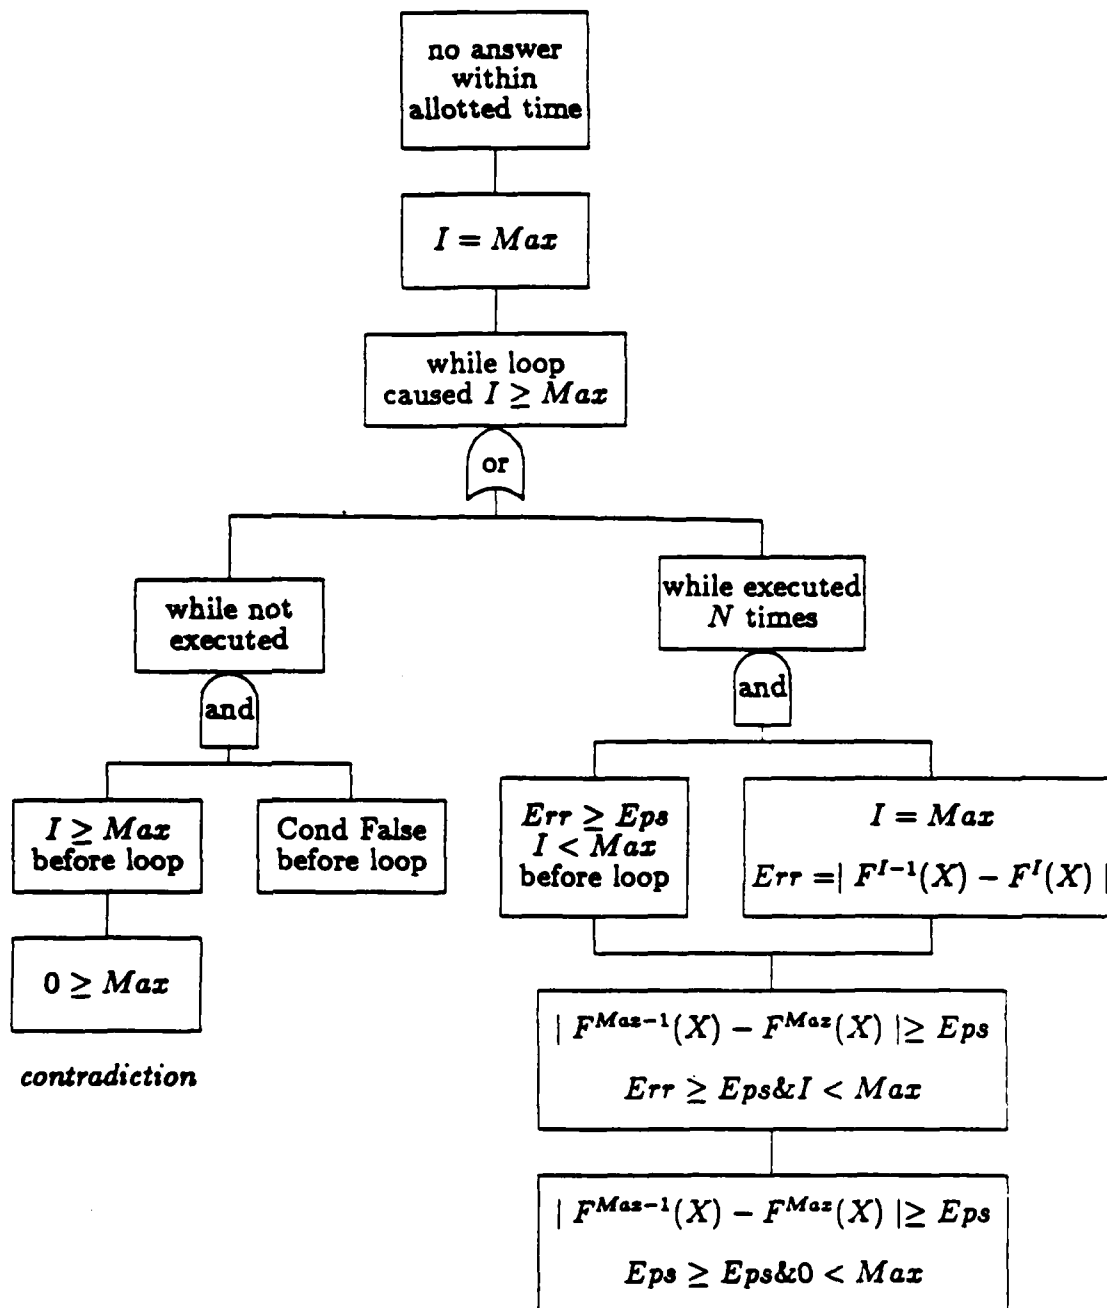 no answer
within
allotted time
I = Max
while loop
caused I ≥ Max
or
while not
executed
while executed
N times
and
and
I ≥ Max
before loop
Cond False
before loop
Err ≥ Eps
I < Max
before loop
I = Max
Err =| F^{I-1}(X) − F^{I}(X) |
0 ≥ Max
contradiction
| F^{Max-1}(X) − F^{Max}(X) |≥ Eps
Err ≥ Eps&I < Max
| F^{Max-1}(X) − F^{Max}(X) |≥ Eps
Eps ≥ Eps&0 < Max